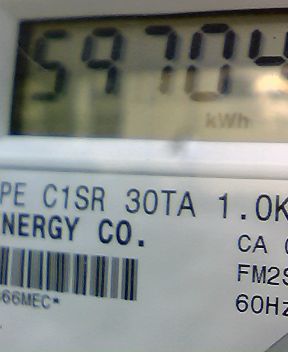 59704
kWh
PE C1SR 30TA 1.0K
NERGY CO.
CA
FM2S
66MEC*
60Hz